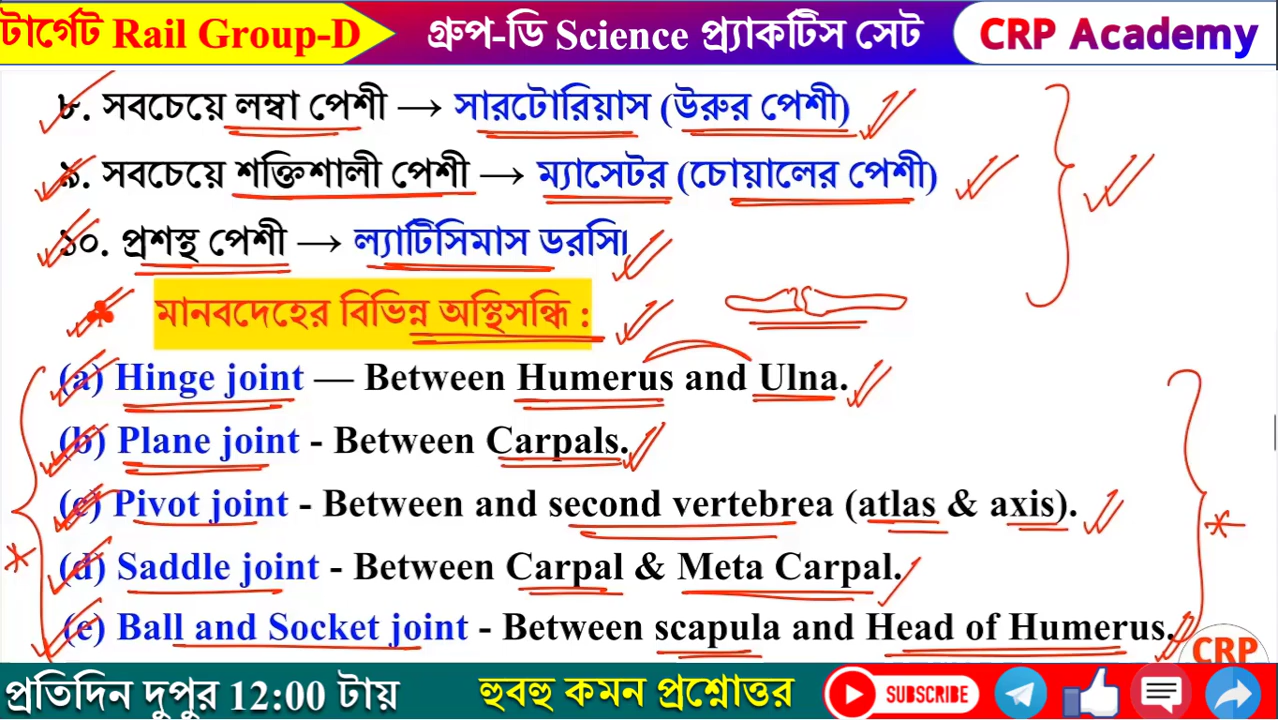 টার্গেট Rail Group-D গ্রুপ-ডি Science প্র্যাকটিস সেট CRP Academy
৮. সবচেয়ে লম্বা পেশী → সারটোরিয়াস (উরুর পেশী)
৯. সবচেয়ে শক্তিশালী পেশী → ম্যাসেটর (চোয়ালের পেশী)
১০. প্রশস্থ পেশী → ল্যাটিসিমাস ডরসি।
♣ মানবদেহের বিভিন্ন অস্থিসন্ধি :
(a) Hinge joint — Between Humerus and Ulna.
(b) Plane joint - Between Carpals.
(c) Pivot joint - Between and second vertebrea (atlas & axis).
(d) Saddle joint - Between Carpal & Meta Carpal.
(e) Ball and Socket joint - Between scapula and Head of Humerus.
CRP
প্রতিদিন দুপুর 12:00 টায় হুবহু কমন প্রশ্নোত্তর SUBSCRIBE